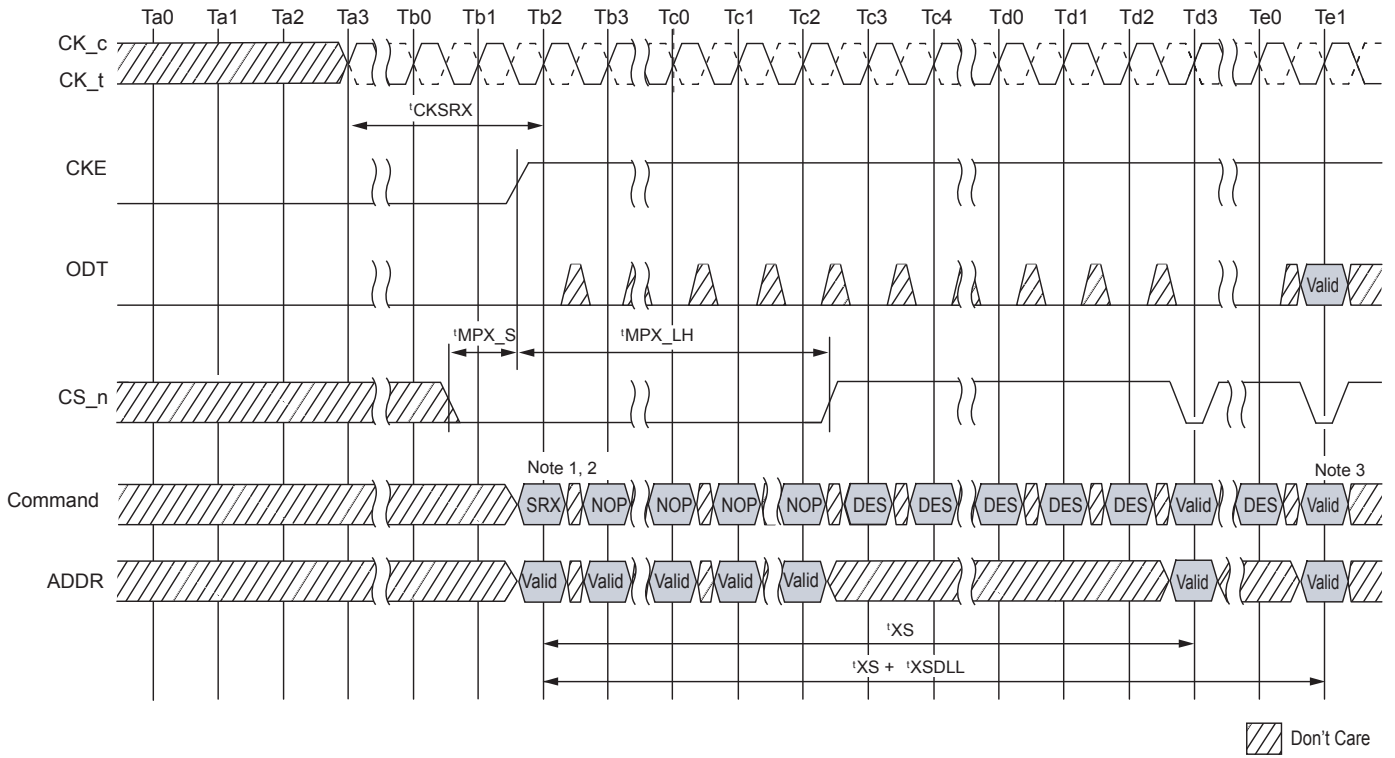 Ta0 Ta1 Ta2 Ta3 Tb0 Tb1 Tb2 Tb3 Tc0 Tc1 Tc2 Tc3 Tc4 Td0 Td1 Td2 Td3 Te0 Te1
CK_c
CK_t
tCKSRX
CKE
ODT
Valid
tMPX_S
tMPX_LH
CS_n
Note 1, 2
Note 3
Command
SRX NOP NOP NOP NOP DES DES DES DES DES Valid DES Valid
ADDR
Valid Valid Valid Valid Valid Valid Valid
tXS
tXS + tXSDLL
Don't Care